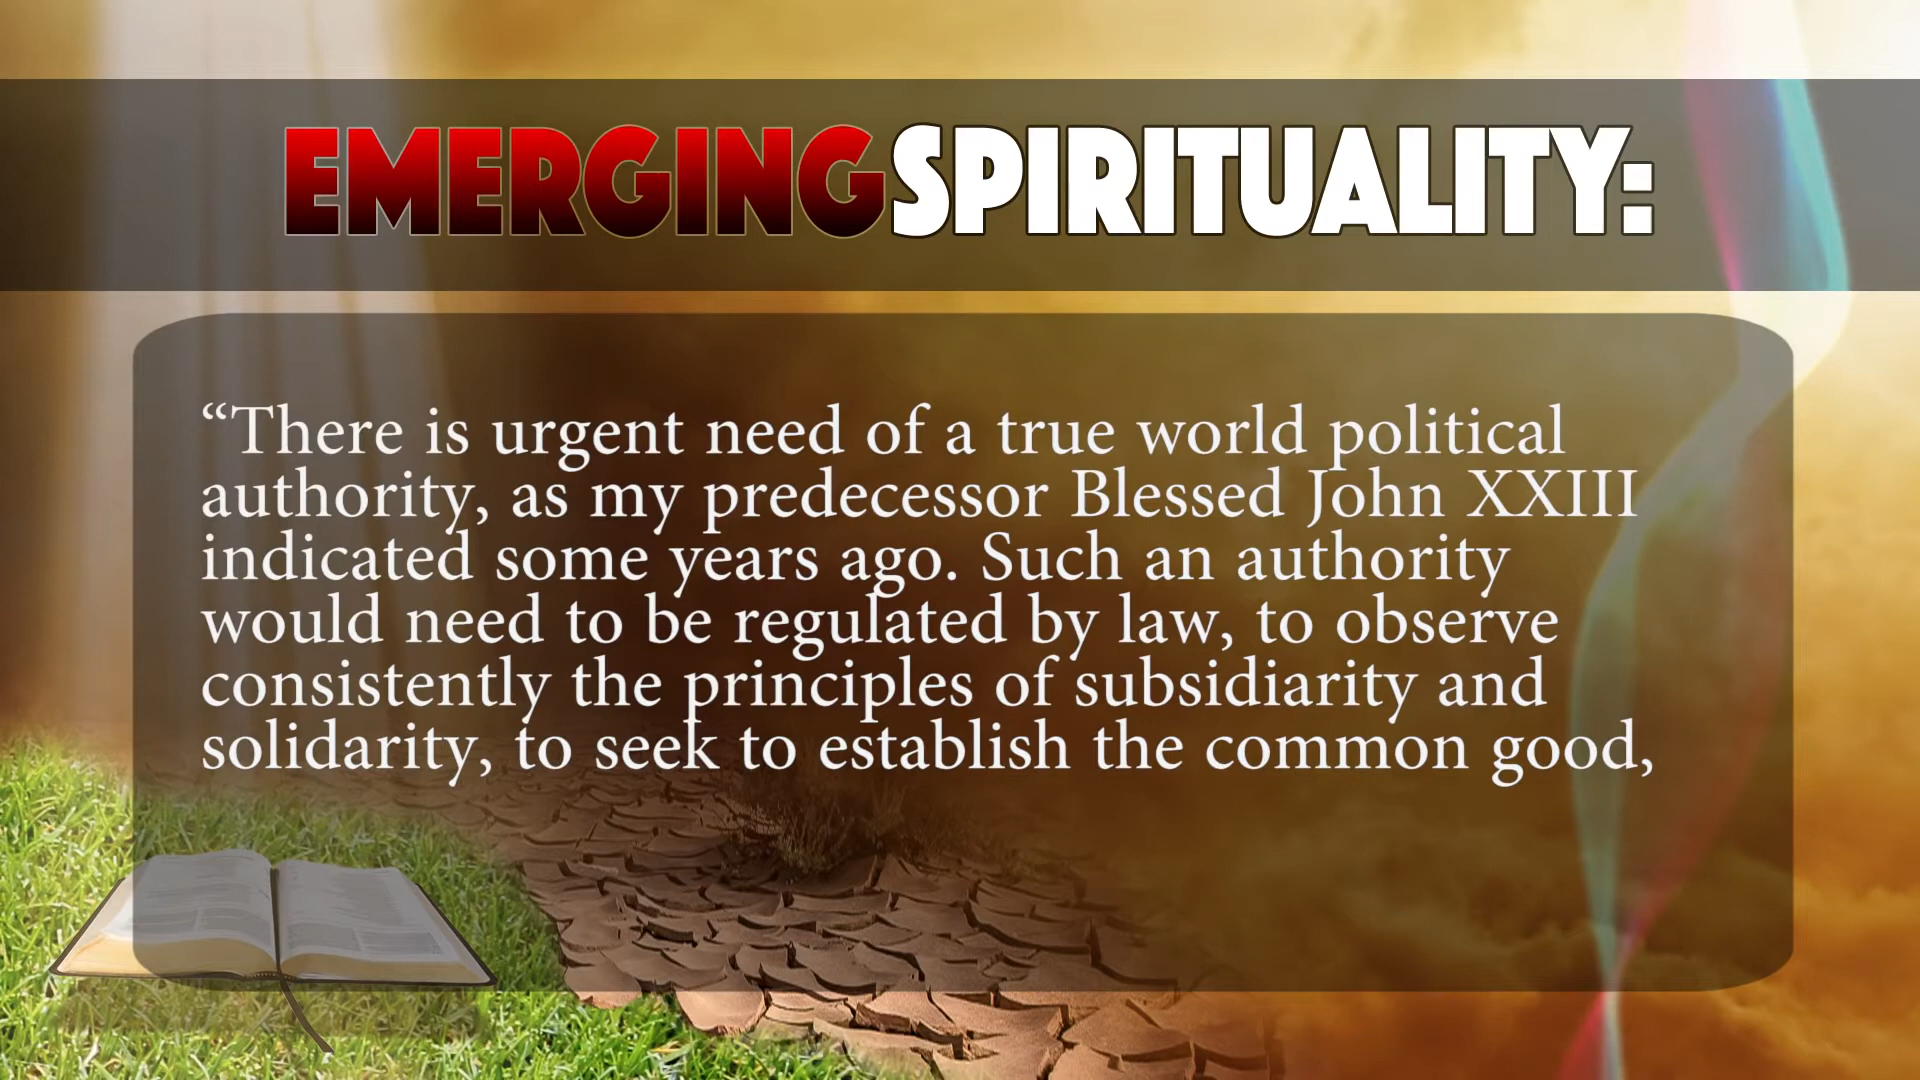 EMERGING SPIRITUALITY:
“There is urgent need of a true world political
authority, as my predecessor Blessed John XXIII
indicated some years ago. Such an authority
would need to be regulated by law, to observe
consistently the principles of subsidiarity and
solidarity, to seek to establish the common good,